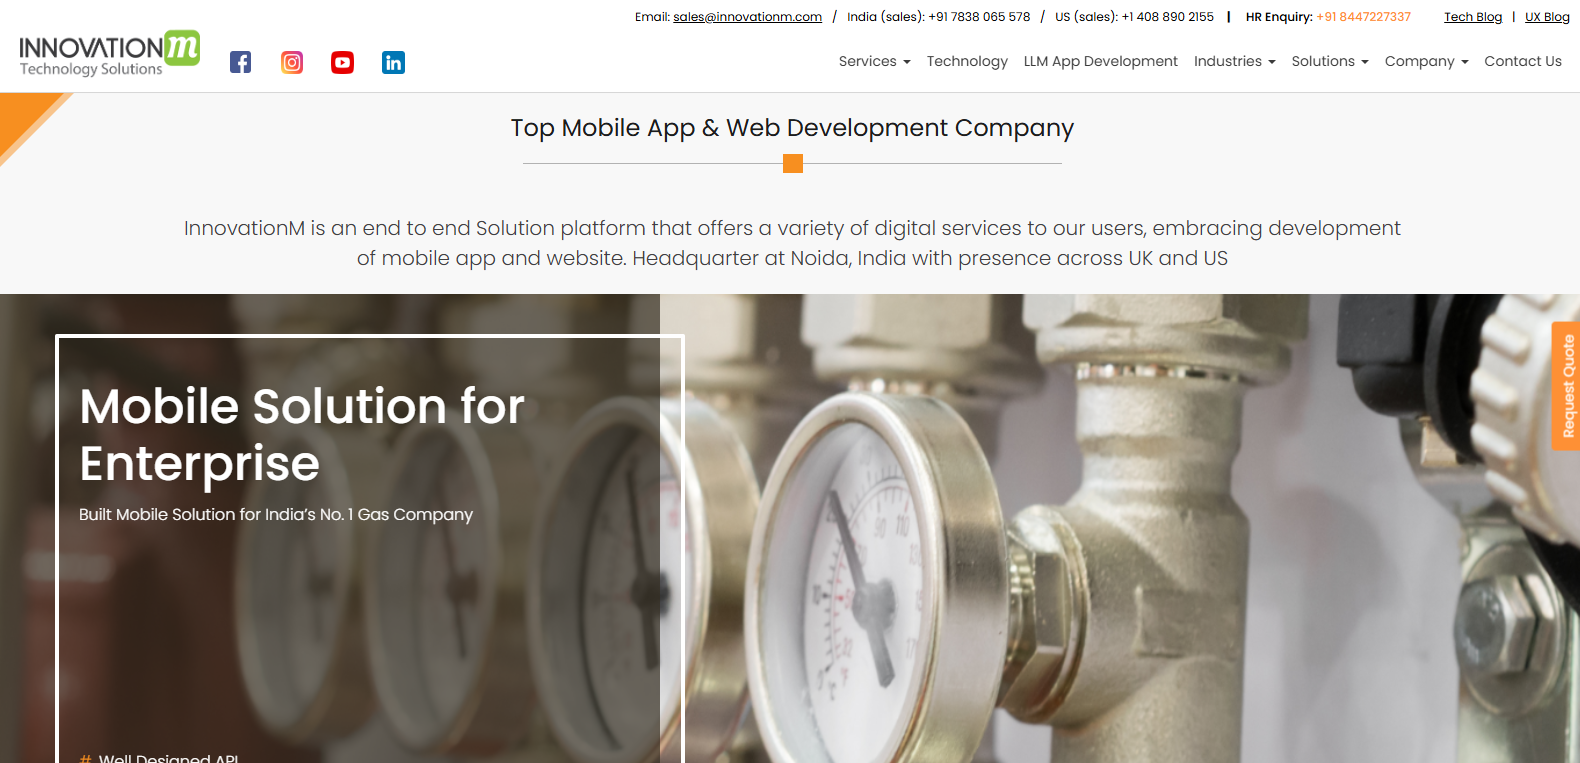 Email: sales@innovationm.com / India (sales): +91 7838 065 578 / US (sales): +1 408 890 2155 | HR Enquiry: +91 8447227337 Tech Blog | UX Blog
INNOVATIONm
Technology Solutions
Services Technology LLM App Development Industries Solutions Company Contact Us
Top Mobile App & Web Development Company
InnovationM is an end to end Solution platform that offers a variety of digital services to our users, embracing development
of mobile app and website. Headquarter at Noida, India with presence across UK and US
Request Quote
Mobile Solution for
Enterprise
Built Mobile Solution for India's No. 1 Gas Company
90
110
°F
# Well Designed API